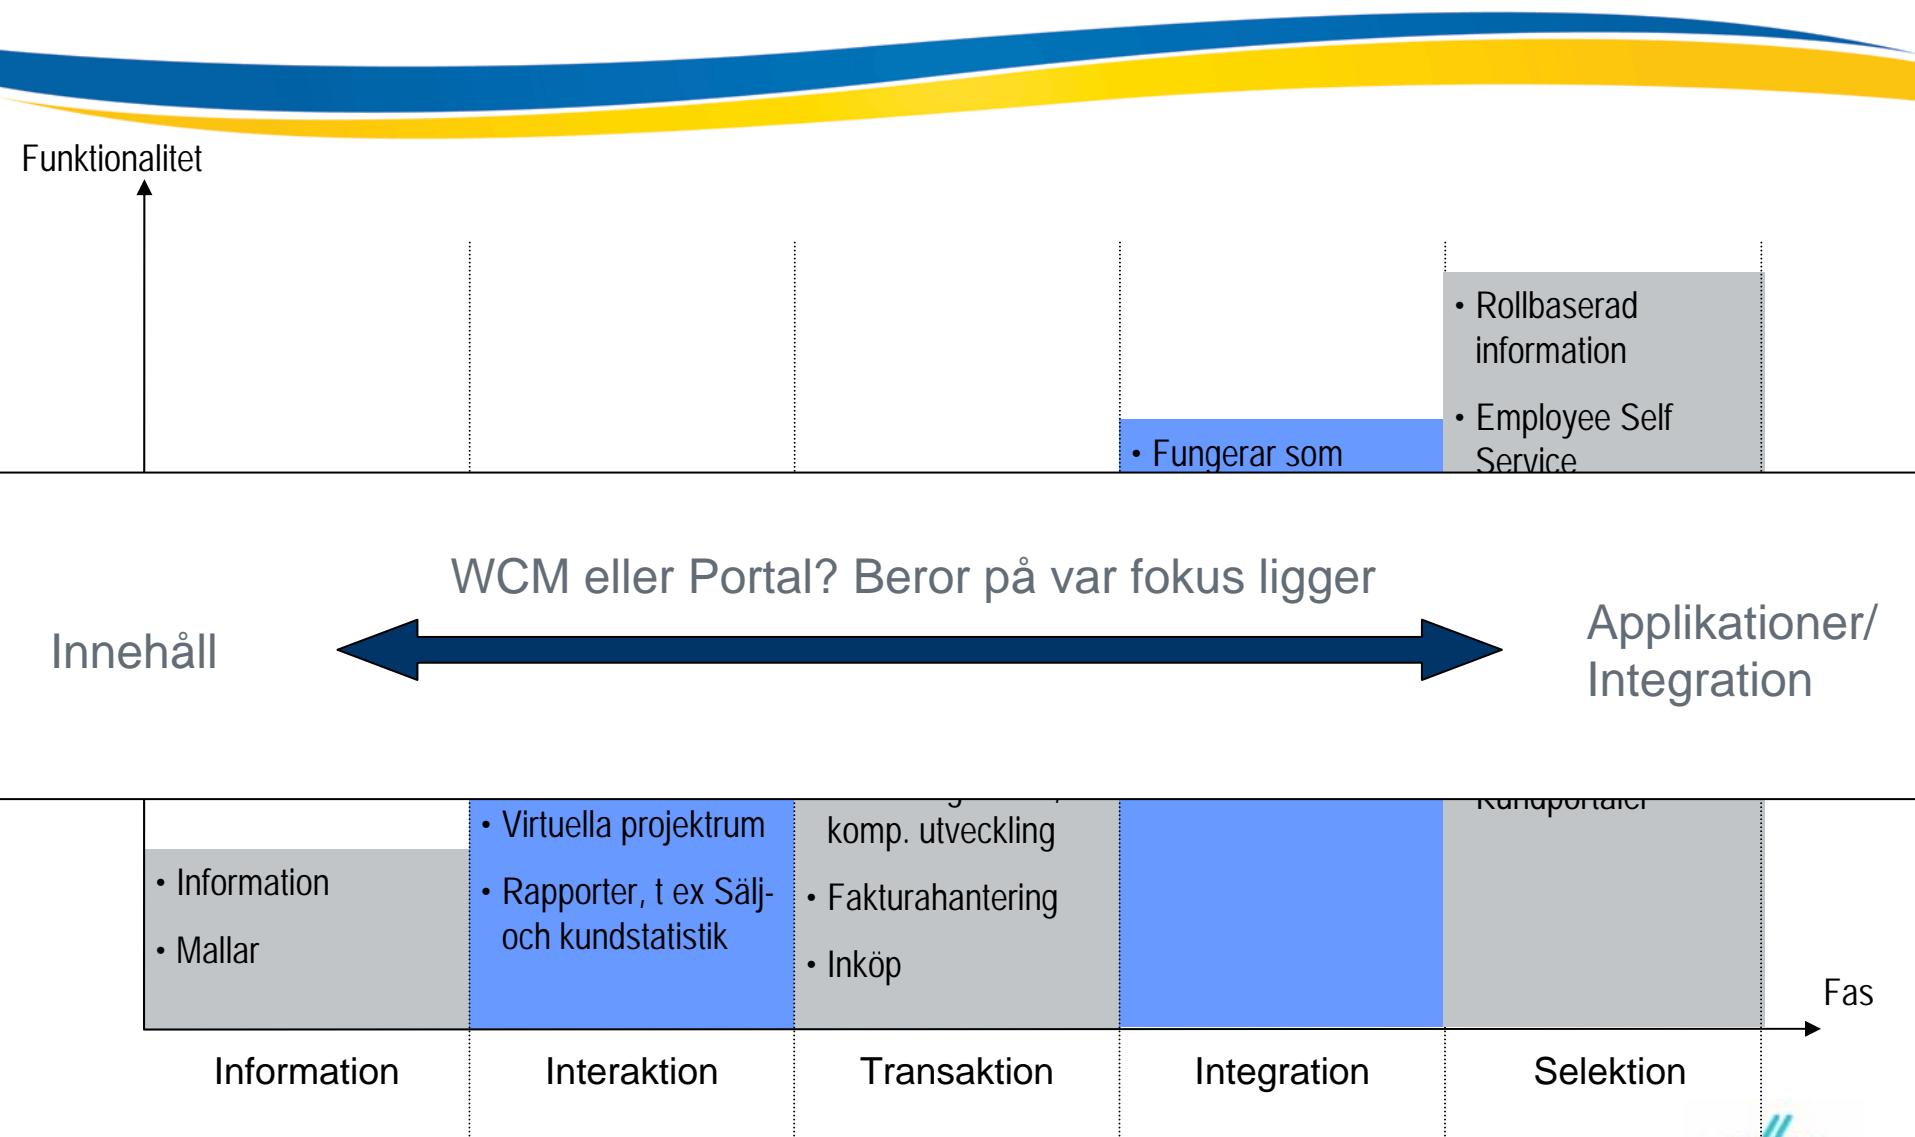 Funktionalitet
• Rollbaserad
information
• Employee Self
Service
• Fungerar som
WCM eller Portal? Beror på var fokus ligger
Innehåll
Applikationer/
Integration
Kundportaler
• Virtuella projektrum
• Rapporter, t ex Sälj-
och kundstatistik
komp. utveckling
• Fakturahantering
• Inköp
• Information
• Mallar
Fas
Information
Interaktion
Transaktion
Integration
Selektion